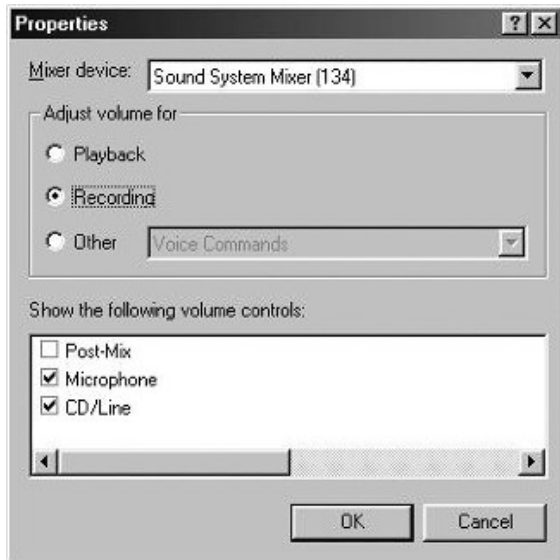 Properties
Mixer device: Sound System Mixer (134)
Adjust volume for
Playback
Recording
Other Voice Commands
Show the following volume controls:
Post-Mix
Microphone
CD/Line
OK Cancel